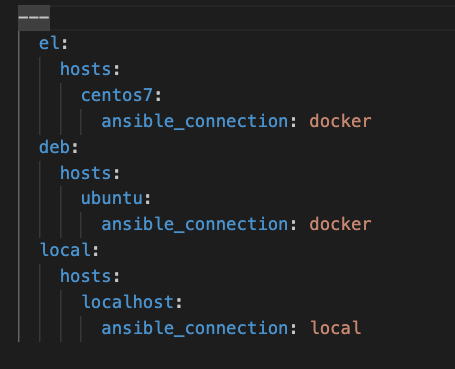 ---
  el:
    hosts:
      centos7:
        ansible_connection: docker
  deb:
    hosts:
      ubuntu:
        ansible_connection: docker
  local:
    hosts:
      localhost:
        ansible_connection: local